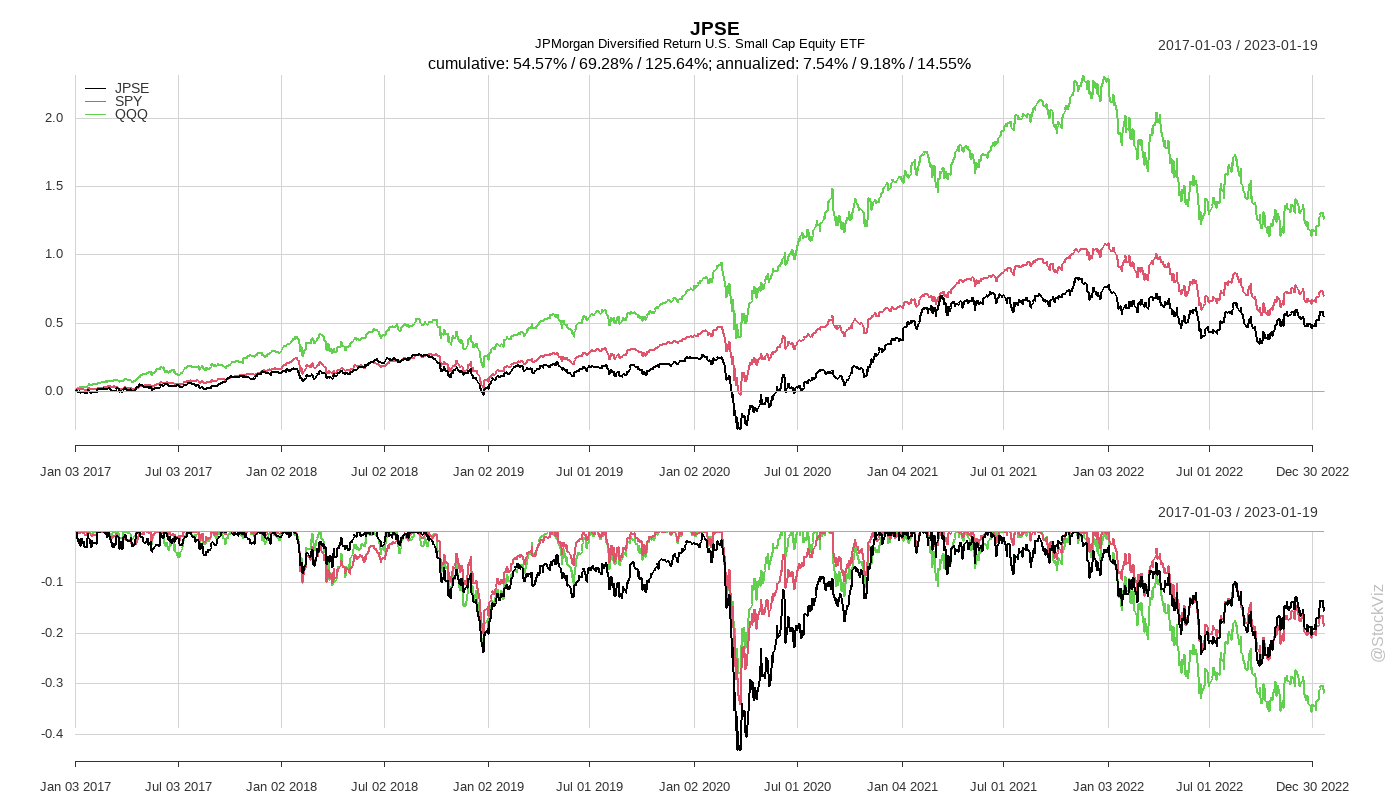 JPSE
JPMorgan Diversified Return U.S. Small Cap Equity ETF
2017-01-03 / 2023-01-19
cumulative: 54.57% / 69.28% / 125.64%; annualized: 7.54% / 9.18% / 14.55%
JPSE
SPY
QQQ
2.0
1.5
1.0
0.5
0.0
Jan 03 2017 Jul 03 2017 Jan 02 2018 Jul 02 2018 Jan 02 2019 Jul 01 2019 Jan 02 2020 Jul 01 2020 Jan 04 2021 Jul 01 2021 Jan 03 2022 Jul 01 2022 Dec 30 2022
2017-01-03 / 2023-01-19
-0.1
-0.2
-0.3
-0.4
Jan 03 2017 Jul 03 2017 Jan 02 2018 Jul 02 2018 Jan 02 2019 Jul 01 2019 Jan 02 2020 Jul 01 2020 Jan 04 2021 Jul 01 2021 Jan 03 2022 Jul 01 2022 Dec 30 2022
@StockViz